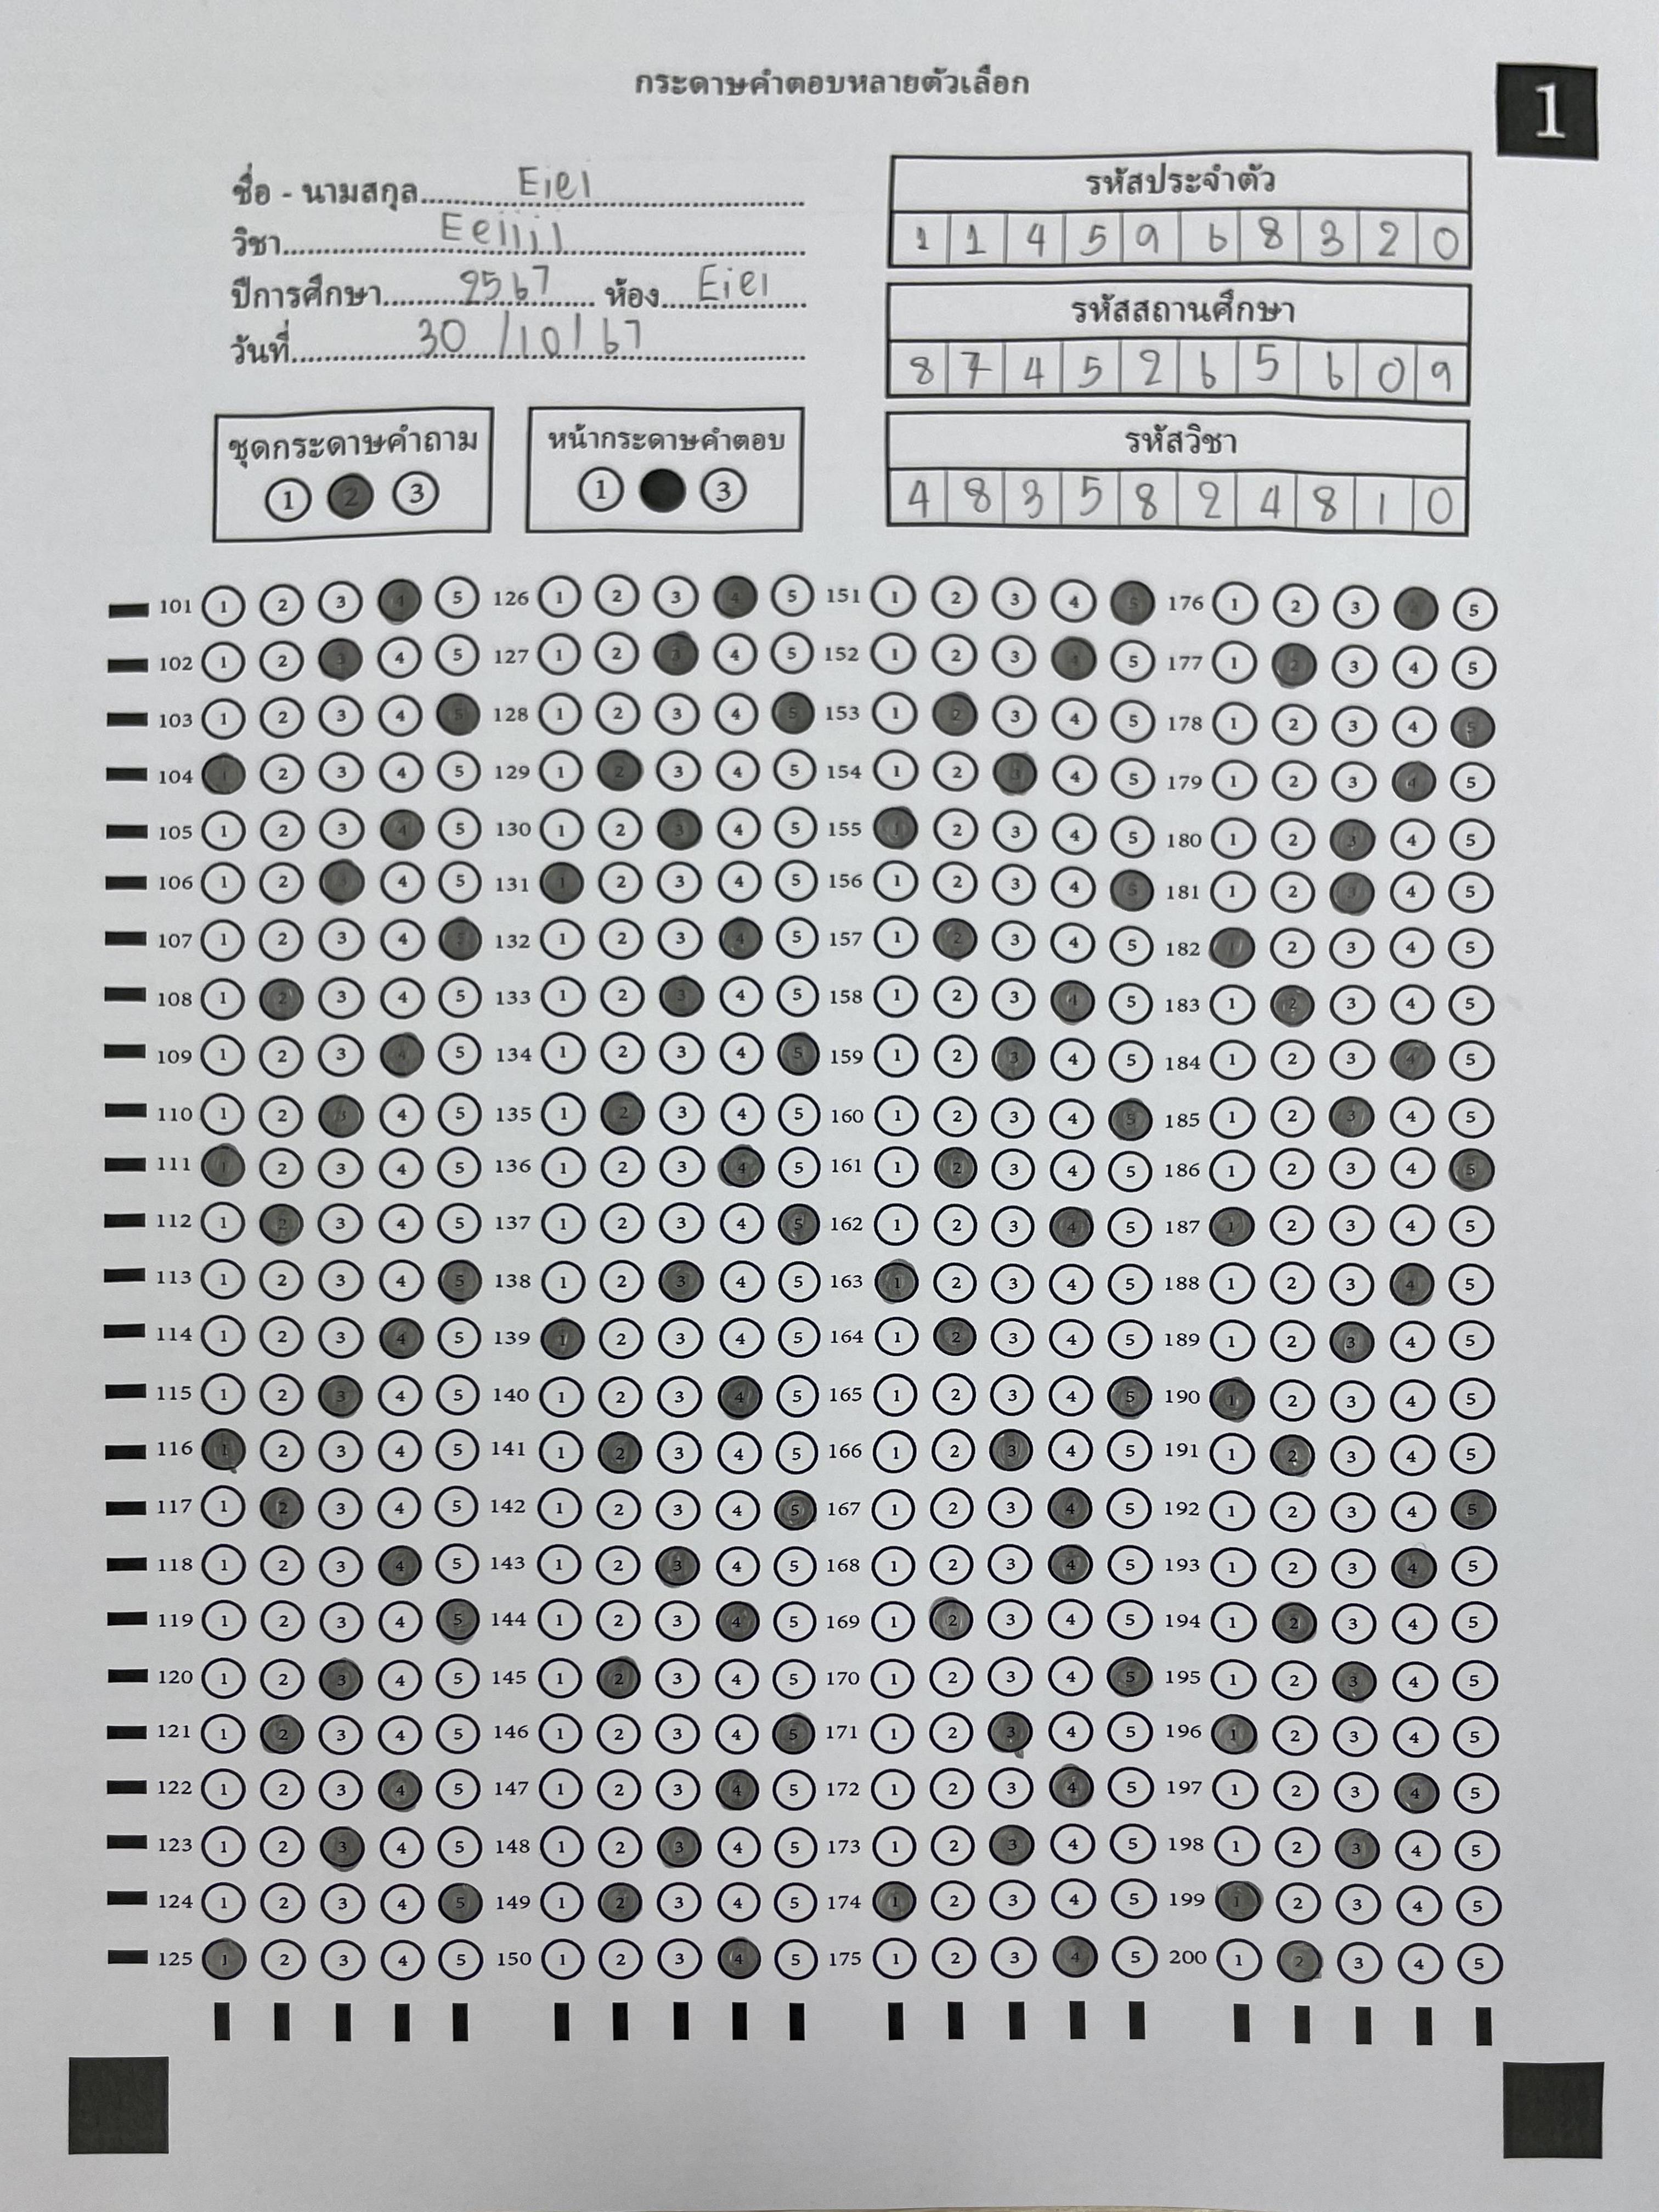 กระดาษคำตอบหลายตัวเลือก
1
ชื่อ - นามสกุล.....Eiei.....
วิชา.....Eeiiii.....
ปีการศึกษา.....2567..... ห้อง.....Eiei.....
วันที่.....30/10/67.....
รหัสประจำตัว
1 1 4 5 9 6 8 3 2 0
รหัสสถานศึกษา
8 7 4 5 2 6 5 6 0 9
รหัสวิชา
4 8 3 5 8 2 4 8 1 0
ชุดกระดาษคำถาม
1 2 3
หน้ากระดาษคำตอบ
1 3
101 1 2 3 4 5 126 1 2 3 4 5 151 1 2 3 4 5 176 1 2 3 4 5
102 1 2 3 4 5 127 1 2 3 4 5 152 1 2 3 4 5 177 1 2 3 4 5
103 1 2 3 4 5 128 1 2 3 4 5 153 1 2 3 4 5 178 1 2 3 4 5
104 1 2 3 4 5 129 1 2 3 4 5 154 1 2 3 4 5 179 1 2 3 4 5
105 1 2 3 4 5 130 1 2 3 4 5 155 1 2 3 4 5 180 1 2 3 4 5
106 1 2 3 4 5 131 1 2 3 4 5 156 1 2 3 4 5 181 1 2 3 4 5
107 1 2 3 4 5 132 1 2 3 4 5 157 1 2 3 4 5 182 1 2 3 4 5
108 1 2 3 4 5 133 1 2 3 4 5 158 1 2 3 4 5 183 1 2 3 4 5
109 1 2 3 4 5 134 1 2 3 4 5 159 1 2 3 4 5 184 1 2 3 4 5
110 1 2 3 4 5 135 1 2 3 4 5 160 1 2 3 4 5 185 1 2 3 4 5
111 1 2 3 4 5 136 1 2 3 4 5 161 1 2 3 4 5 186 1 2 3 4 5
112 1 2 3 4 5 137 1 2 3 4 5 162 1 2 3 4 5 187 1 2 3 4 5
113 1 2 3 4 5 138 1 2 3 4 5 163 1 2 3 4 5 188 1 2 3 4 5
114 1 2 3 4 5 139 1 2 3 4 5 164 1 2 3 4 5 189 1 2 3 4 5
115 1 2 3 4 5 140 1 2 3 4 5 165 1 2 3 4 5 190 1 2 3 4 5
116 1 2 3 4 5 141 1 2 3 4 5 166 1 2 3 4 5 191 1 2 3 4 5
117 1 2 3 4 5 142 1 2 3 4 5 167 1 2 3 4 5 192 1 2 3 4 5
118 1 2 3 4 5 143 1 2 3 4 5 168 1 2 3 4 5 193 1 2 3 4 5
119 1 2 3 4 5 144 1 2 3 4 5 169 1 2 3 4 5 194 1 2 3 4 5
120 1 2 3 4 5 145 1 2 3 4 5 170 1 2 3 4 5 195 1 2 3 4 5
121 1 2 3 4 5 146 1 2 3 4 5 171 1 2 3 4 5 196 1 2 3 4 5
122 1 2 3 4 5 147 1 2 3 4 5 172 1 2 3 4 5 197 1 2 3 4 5
123 1 2 3 4 5 148 1 2 3 4 5 173 1 2 3 4 5 198 1 2 3 4 5
124 1 2 3 4 5 149 1 2 3 4 5 174 1 2 3 4 5 199 1 2 3 4 5
125 1 2 3 4 5 150 1 2 3 4 5 175 1 2 3 4 5 200 1 2 3 4 5